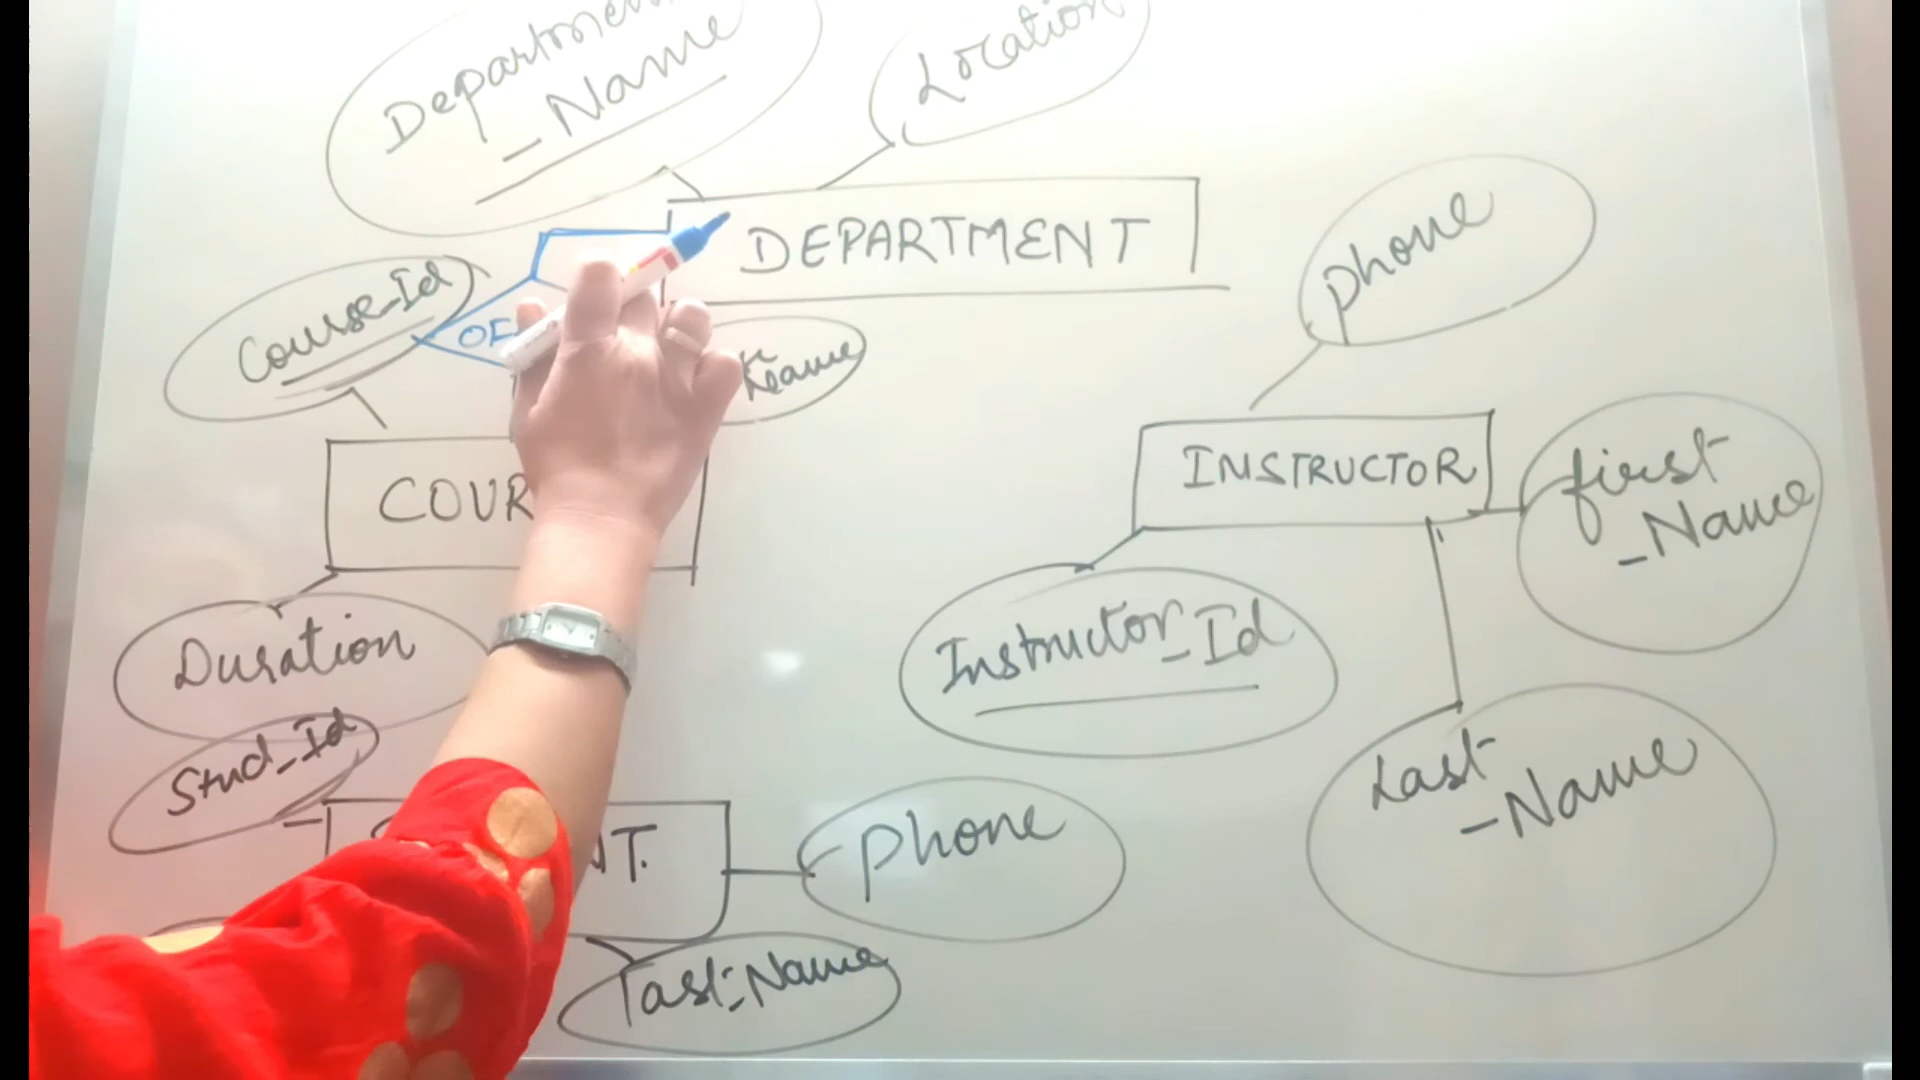 Department
_Name
Location
DEPARTMENT
Course_Id
phone
INSTRUCTOR
first
_Name
Duration
Instructor_Id
Stud_Id
Last
_Name
phone
Last_Name